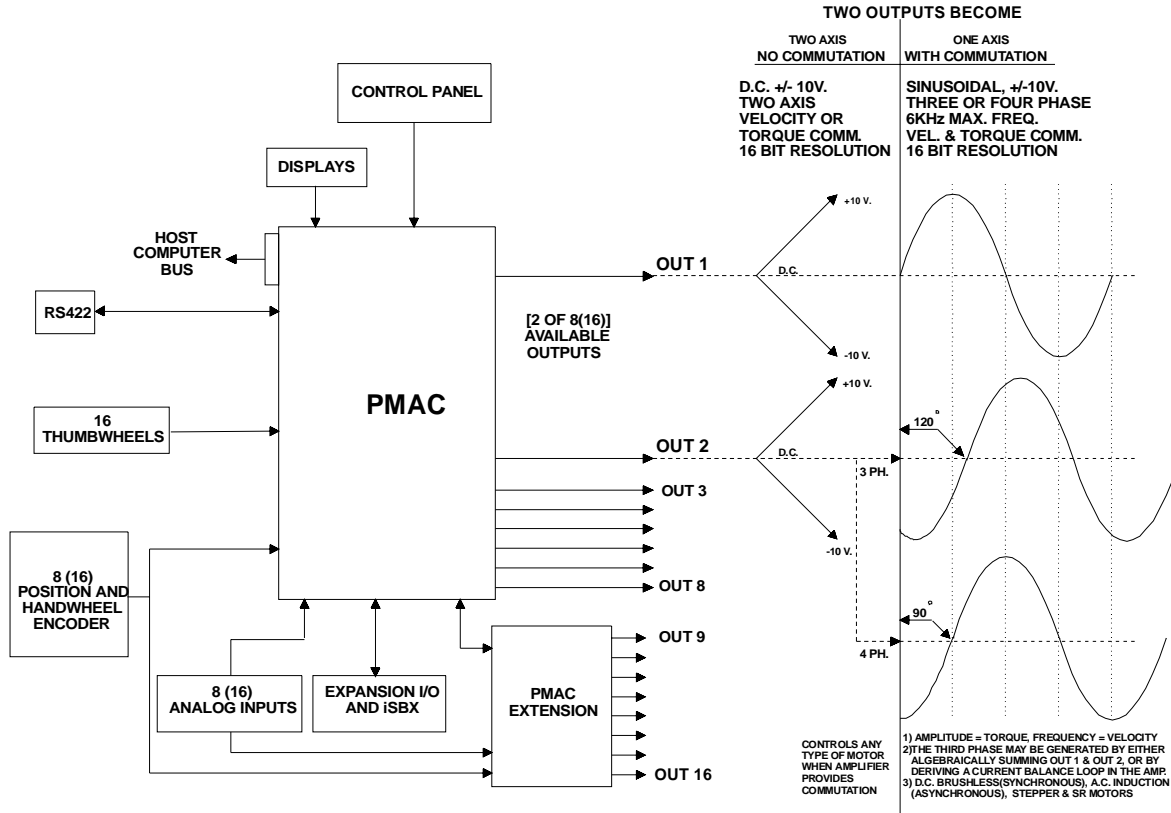 TWO OUTPUTS BECOME
TWO AXIS
NO COMMUTATION
ONE AXIS
WITH COMMUTATION
D.C. +/- 10V.
TWO AXIS
VELOCITY OR
TORQUE COMM.
16 BIT RESOLUTION
SINUSOIDAL, +/-10V.
THREE OR FOUR PHASE
6KHz MAX. FREQ.
VEL. & TORQUE COMM.
16 BIT RESOLUTION
CONTROL PANEL
DISPLAYS
HOST
COMPUTER
BUS
RS422
16
THUMBWHEELS
8 (16)
POSITION AND
HANDWHEEL
ENCODER
PMAC
8 (16)
ANALOG INPUTS
EXPANSION I/O
AND iSBX
PMAC
EXTENSION
OUT 1
[2 OF 8(16)]
AVAILABLE
OUTPUTS
OUT 2
OUT 3
OUT 8
OUT 9
OUT 16
+10 V.
D.C.
-10 V.
+10 V.
D.C.
-10 V.
120°
3 PH.
90°
4 PH.
CONTROLS ANY
TYPE OF MOTOR
WHEN AMPLIFIER
PROVIDES
COMMUTATION
1) AMPLITUDE = TORQUE, FREQUENCY = VELOCITY
2)THE THIRD PHASE MAY BE GENERATED BY EITHER
ALGEBRAICALLY SUMMING OUT 1 & OUT 2, OR BY
DERIVING A CURRENT BALANCE LOOP IN THE AMP.
3) D.C. BRUSHLESS(SYNCHRONOUS), A.C. INDUCTION
(ASYNCHRONOUS), STEPPER & SR MOTORS